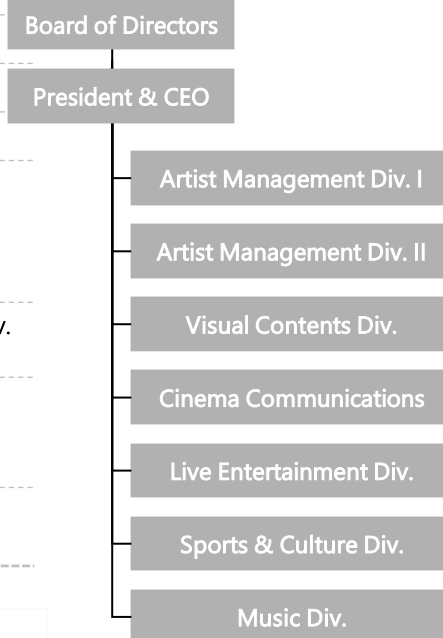 Board of Directors
President & CEO
Artist Management Div. I
Artist Management Div. II
Visual Contents Div.
Cinema Communications
Live Entertainment Div.
Sports & Culture Div.
Music Div.